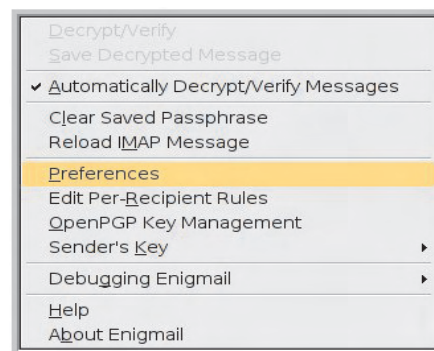 Decrypt/Verify
Save Decrypted Message
Automatically Decrypt/Verify Messages
Clear Saved Passphrase
Reload IMAP Message
Preferences
Edit Per-Recipient Rules
OpenPGP Key Management
Sender's Key
Debugging Enigmail
Help
About Enigmail